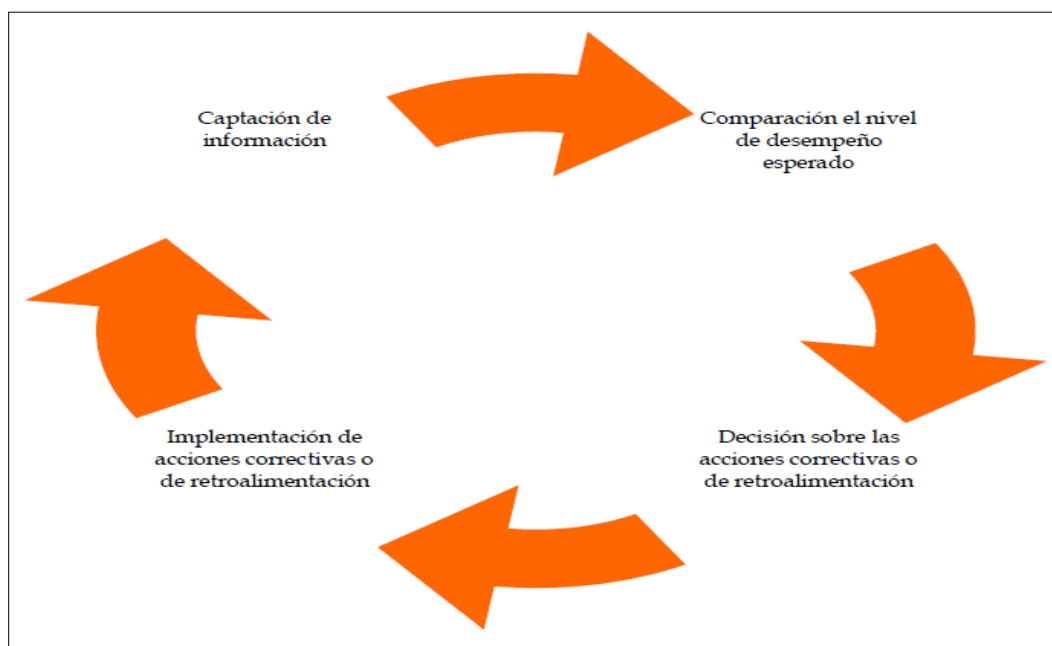 Captación de
información
Comparación el nivel
de desempeño
esperado
Implementación de
acciones correctivas o
de retroalimentación
Decisión sobre las
acciones correctivas o
de retroalimentación